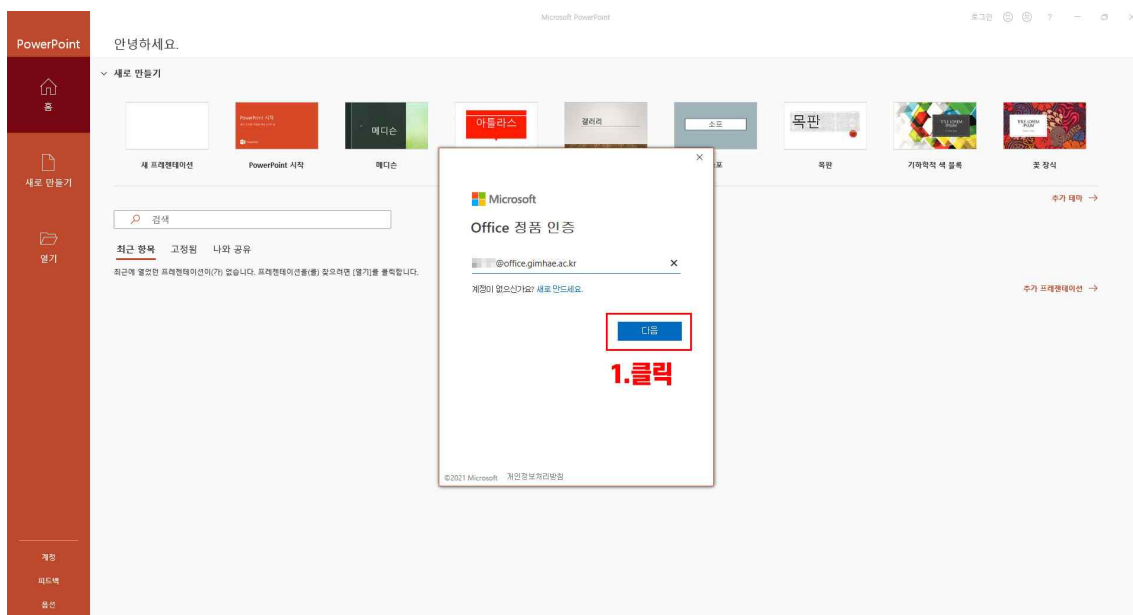 Microsoft PowerPoint
로그인
?
PowerPoint
안녕하세요.
새로 만들기
홈
새로 만들기
열기
계정
피드백
옵션
PowerPoint 시작
메디슨
아틀라스
갤러리
소포
목판
새 프레젠테이션
PowerPoint 시작
메디슨
포
목판
기하학적 색 블록
꽃 장식
추가 테마 →
검색
최근 항목 고정됨 나와 공유
최근에 열었던 프레젠테이션이(가) 없습니다. 프레젠테이션을(를) 찾으려면 [열기]를 클릭합니다.
추가 프레젠테이션 →
Microsoft
Office 정품 인증
@office.gimhae.ac.kr
계정이 없으신가요? 새로 만드세요.
다음
1.클릭
©2021 Microsoft 개인정보처리방침